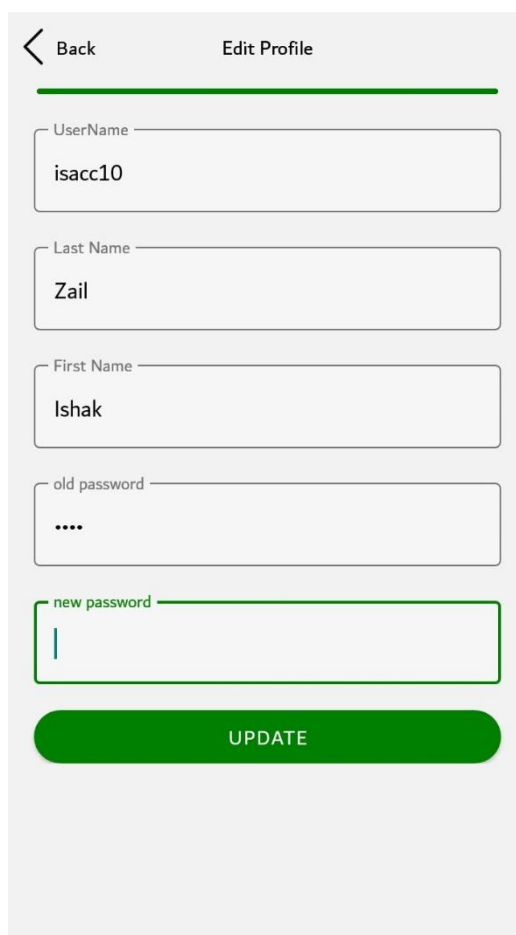 Back Edit Profile
UserName
isacc10
Last Name
Zail
First Name
Ishak
old password
••••
new password
UPDATE